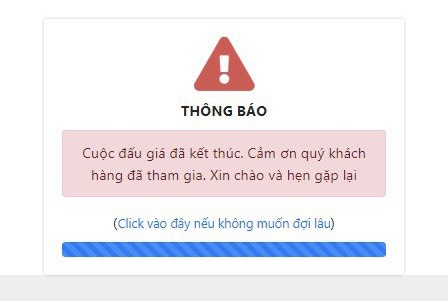 THÔNG BÁO
Cuộc đấu giá đã kết thúc. Cảm ơn quý khách
hàng đã tham gia. Xin chào và hẹn gặp lại
(Click vào đây nếu không muốn đợi lâu)